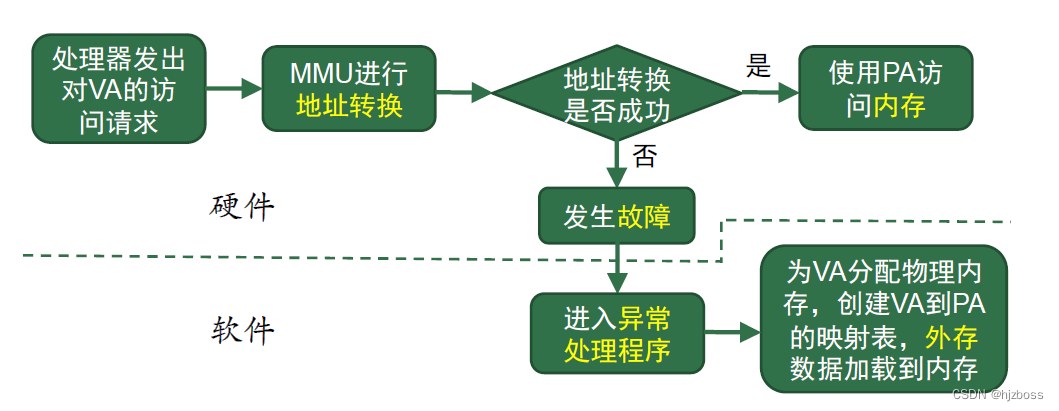 处理器发出
对VA的访
问请求
MMU进行
地址转换
地址转换
是否成功
是
使用PA访
问内存
否
硬件
发生故障
软件
进入异常
处理程序
为VA分配物理内
存，创建VA到PA
的映射表，外存
数据加载到内存
CSDN @hjzboss